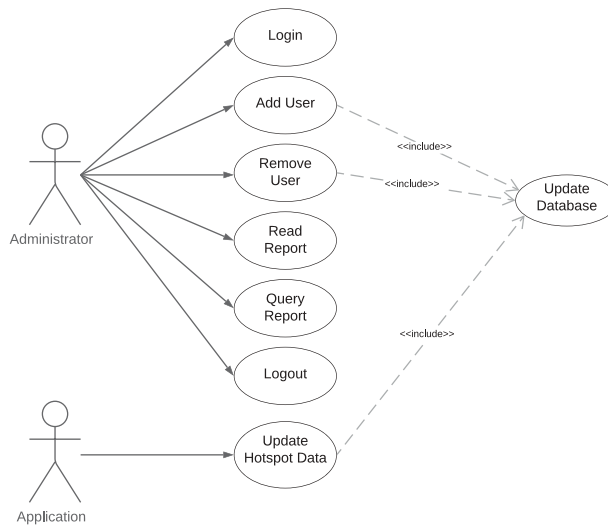 Login
Add User
<<include>>
Remove
User
<<include>>
Update
Database
Administrator
Read
Report
Query
Report
<<include>>
Logout
Update
Hotspot Data
Application